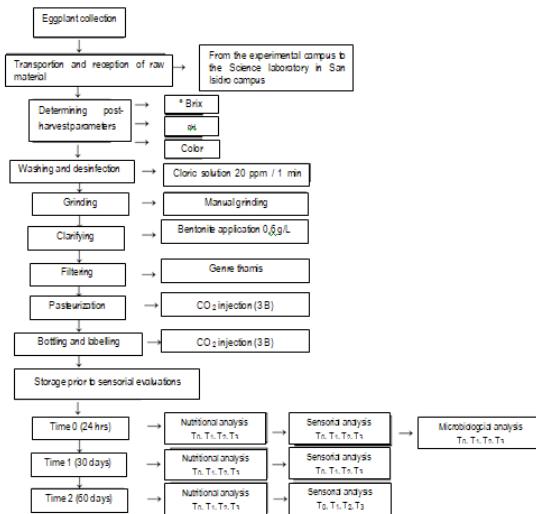 Eggplant collection
Transportion and reception of raw
material
From the experimental campus to
the Science laboratory in San
Isidro campus
Determining post-
harvest parameters
° Brix
Color
Washing and desinfection
Cloric solution 20 ppm / 1 min
Grinding
Manual grinding
Clarifying
Bentonite application 0,6 g/L
Filtering
Genre thamis
Pasteurization
CO2 injection (3 B)
Bottling and labelling
CO2 injection (3 B)
Storage prior to sensorial evaluations
Time 0 (24 hrs)
Nutritional analysis
T0, T1, T2, T3
Sensorial analysis
T0, T1, T2, T3
Microbiological analysis
T0, T1, T2, T3
Time 1 (30 days)
Nutritional analysis
T0, T1, T2, T3
Sensorial analysis
T0, T1, T2, T3
Time 2 (60 days)
Nutritional analysis
T0, T1, T2, T3
Sensorial analysis
T0, T1, T2, T3